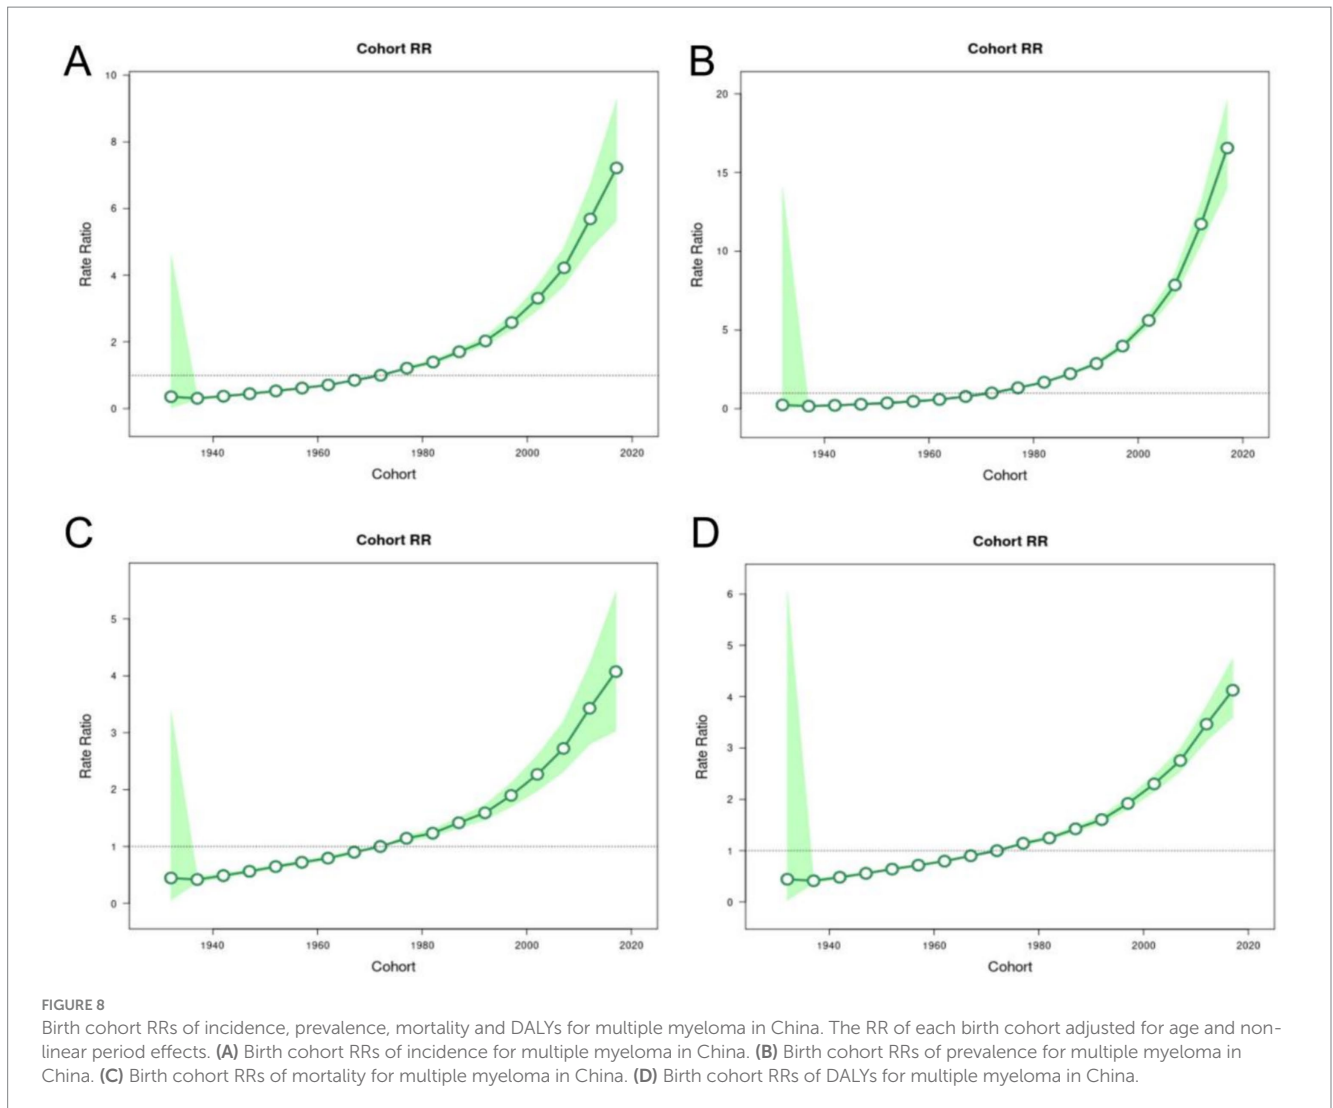 A
Cohort RR
10
8
6
4
2
0
Rate Ratio
1940 1960 1980 2000 2020
Cohort
B
Cohort RR
20
15
10
5
0
Rate Ratio
1940 1960 1980 2000 2020
Cohort
C
Cohort RR
5
4
3
2
1
0
Rate Ratio
1940 1960 1980 2000 2020
Cohort
D
Cohort RR
6
5
4
3
2
1
0
Rate Ratio
1940 1960 1980 2000 2020
Cohort
FIGURE 8
Birth cohort RRs of incidence, prevalence, mortality and DALYs for multiple myeloma in China. The RR of each birth cohort adjusted for age and non-
linear period effects. (A) Birth cohort RRs of incidence for multiple myeloma in China. (B) Birth cohort RRs of prevalence for multiple myeloma in
China. (C) Birth cohort RRs of mortality for multiple myeloma in China. (D) Birth cohort RRs of DALYs for multiple myeloma in China.